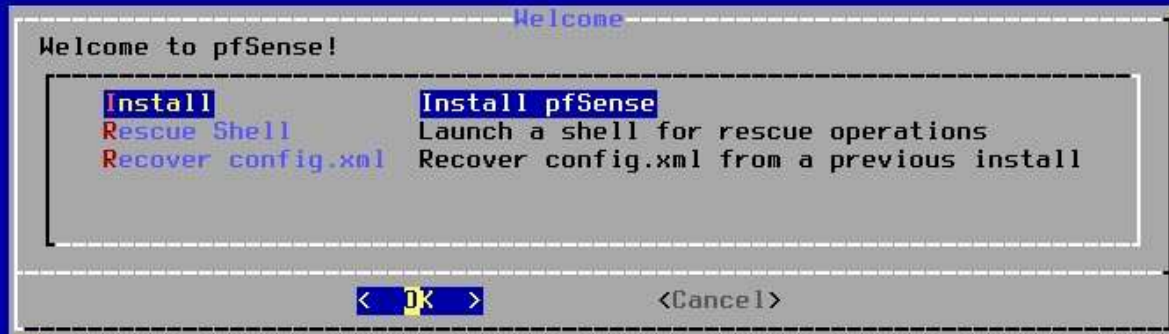 Welcome
Welcome to pfSense!
Install Install pfSense
Rescue Shell Launch a shell for rescue operations
Recover config.xml Recover config.xml from a previous install
< OK > <Cancel>